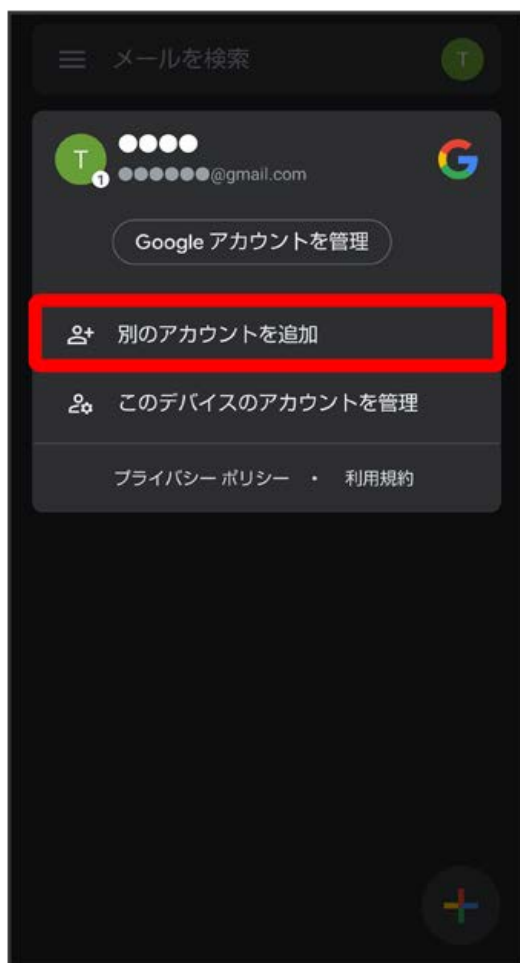 メールを検索
T
T
●●●●
1
●●●●●●@gmail.com
Google アカウントを管理
別のアカウントを追加
このデバイスのアカウントを管理
プライバシー ポリシー ・ 利用規約